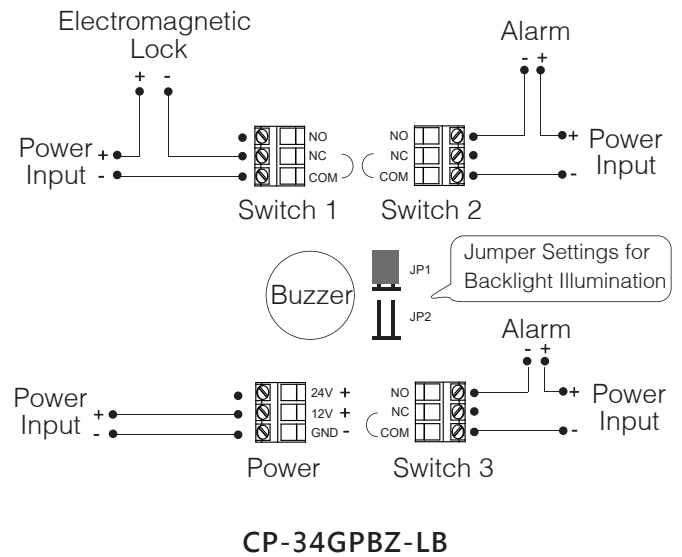 Electromagnetic
Lock
+ -
Alarm
- +
Power
Input
+
-
NO
NC
COM
Switch 1
NO
NC
COM
Switch 2
+
-
Power
Input
Buzzer
JP1
JP2
Jumper Settings for
Backlight Illumination
Alarm
- +
Power
Input
+
-
24V +
12V +
GND -
Power
NO
NC
COM
Switch 3
+
-
Power
Input
CP-34GPBZ-LB